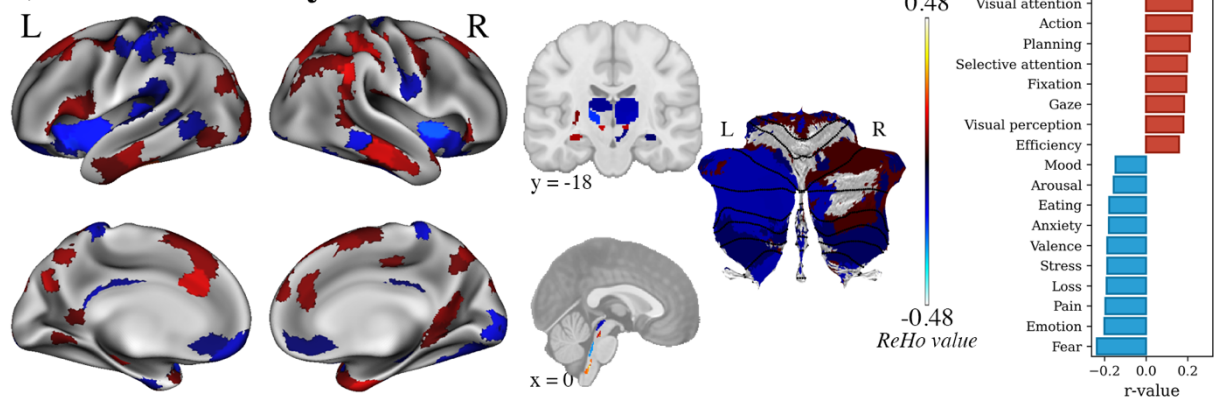 L
R
y = -18
x = 0
L
R
0.48
-0.48
ReHo value
Visual attention
Action
Planning
Selective attention
Fixation
Gaze
Visual perception
Efficiency
Mood
Arousal
Eating
Anxiety
Valence
Stress
Loss
Pain
Emotion
Fear
−0.2 0.0 0.2
r-value